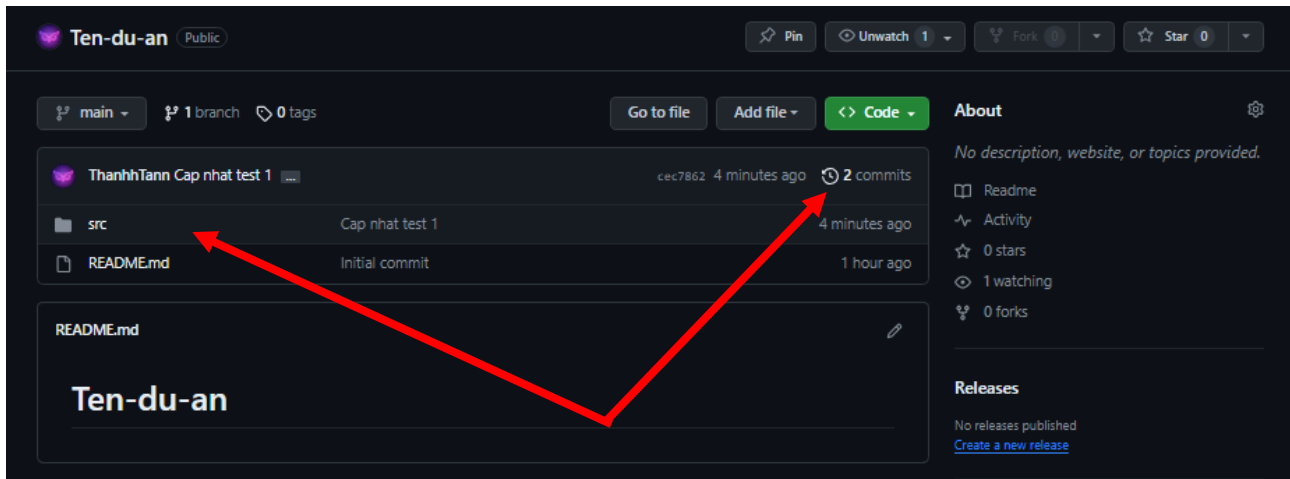 Ten-du-an Public Pin Unwatch 1 Fork 0 Star 0
main 1 branch 0 tags Go to file Add file Code
ThanhhTann Cap nhat test 1 ... cec7862 4 minutes ago 2 commits
src Cap nhat test 1 4 minutes ago
README.md Initial commit 1 hour ago
README.md
Ten-du-an
About
No description, website, or topics provided.
Readme
Activity
0 stars
1 watching
0 forks
Releases
No releases published
Create a new release